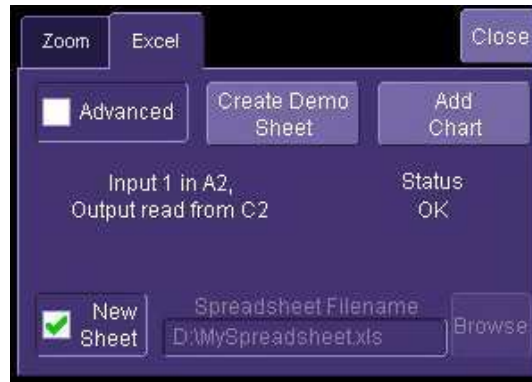 Zoom Excel Close
Advanced
Create Demo
Sheet
Add
Chart
Input 1 in A2,
Output read from C2
Status
OK
New
Sheet
Spreadsheet Filename
D:\MySpreadsheet.xls
Browse